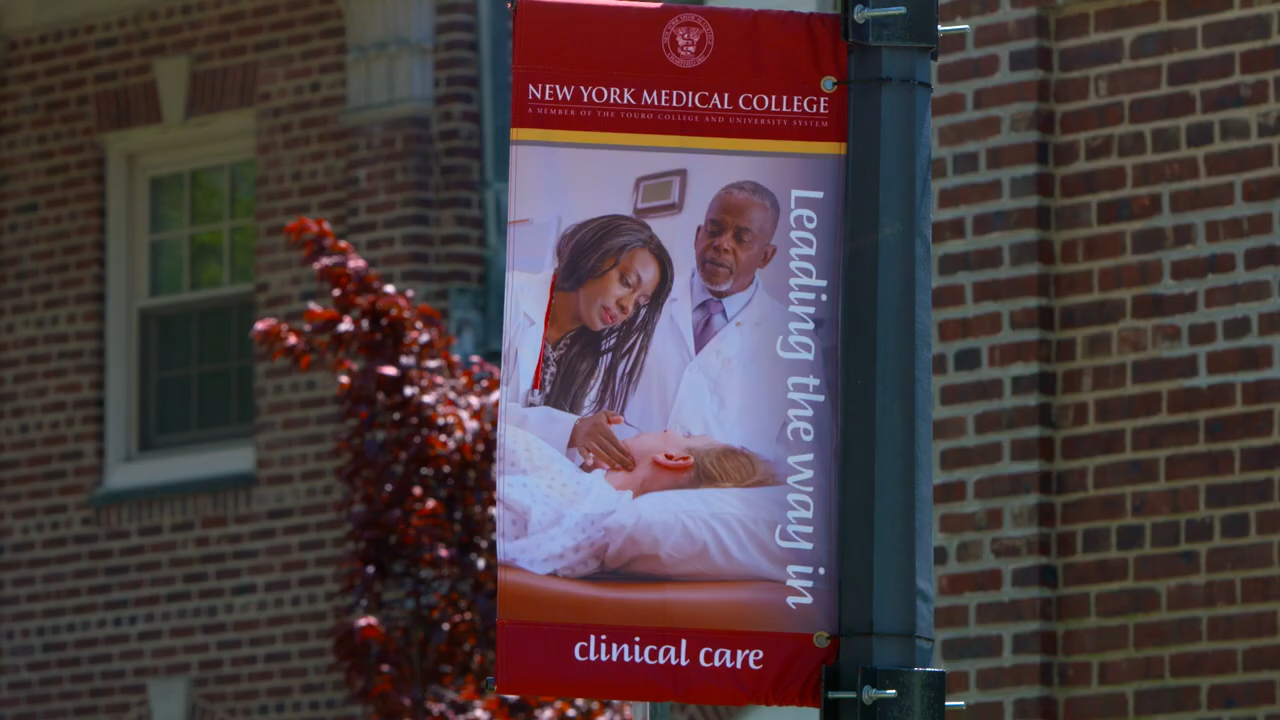 NEW YORK MEDICAL COLLEGE
A MEMBER OF THE TOURO COLLEGE AND UNIVERSITY SYSTEM
Leading the way in
clinical care